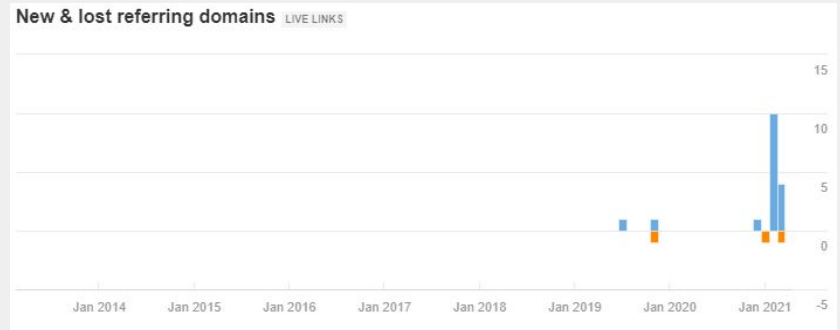 New & lost referring domains LIVE LINKS
15
10
5
0
-5
Jan 2014 Jan 2015 Jan 2016 Jan 2017 Jan 2018 Jan 2019 Jan 2020 Jan 2021